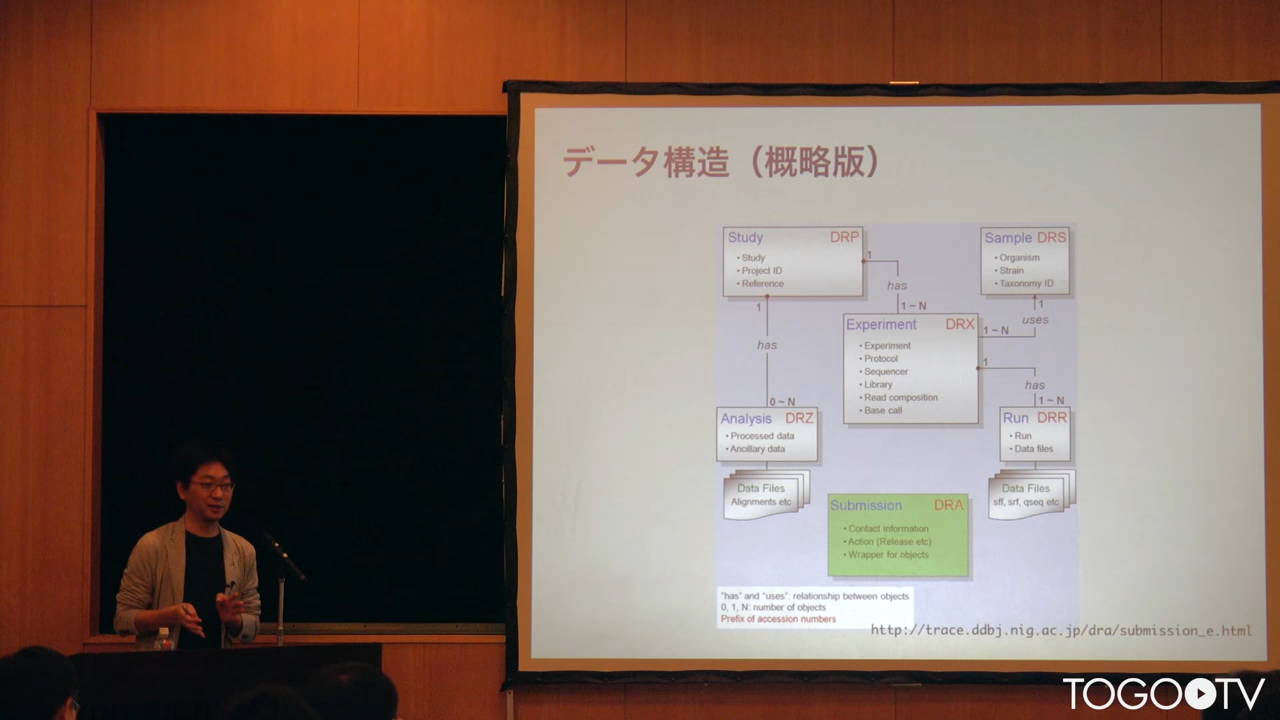 データ構造（概略版）
Study DRP
• Study
• Project ID
• Reference
Sample DRS
• Organism
• Strain
• Taxonomy ID
1
has
1 ~ N
1
uses
1 ~ N
Experiment DRX
• Experiment
• Protocol
• Sequencer
• Library
• Read composition
• Base call
1
has
0 ~ N
1
has
1 ~ N
Analysis DRZ
• Processed data
• Ancillary data
Run DRR
• Run
• Data files
Data Files
Alignments etc
Data Files
sff, srf, qseq etc
Submission DRA
• Contact information
• Action (Release etc)
• Wrapper for objects
"has" and "uses": relationship between objects
0, 1, N: number of objects
Prefix of accession numbers
http://trace.ddbj.nig.ac.jp/dra/submission_e.html
TOGOTV